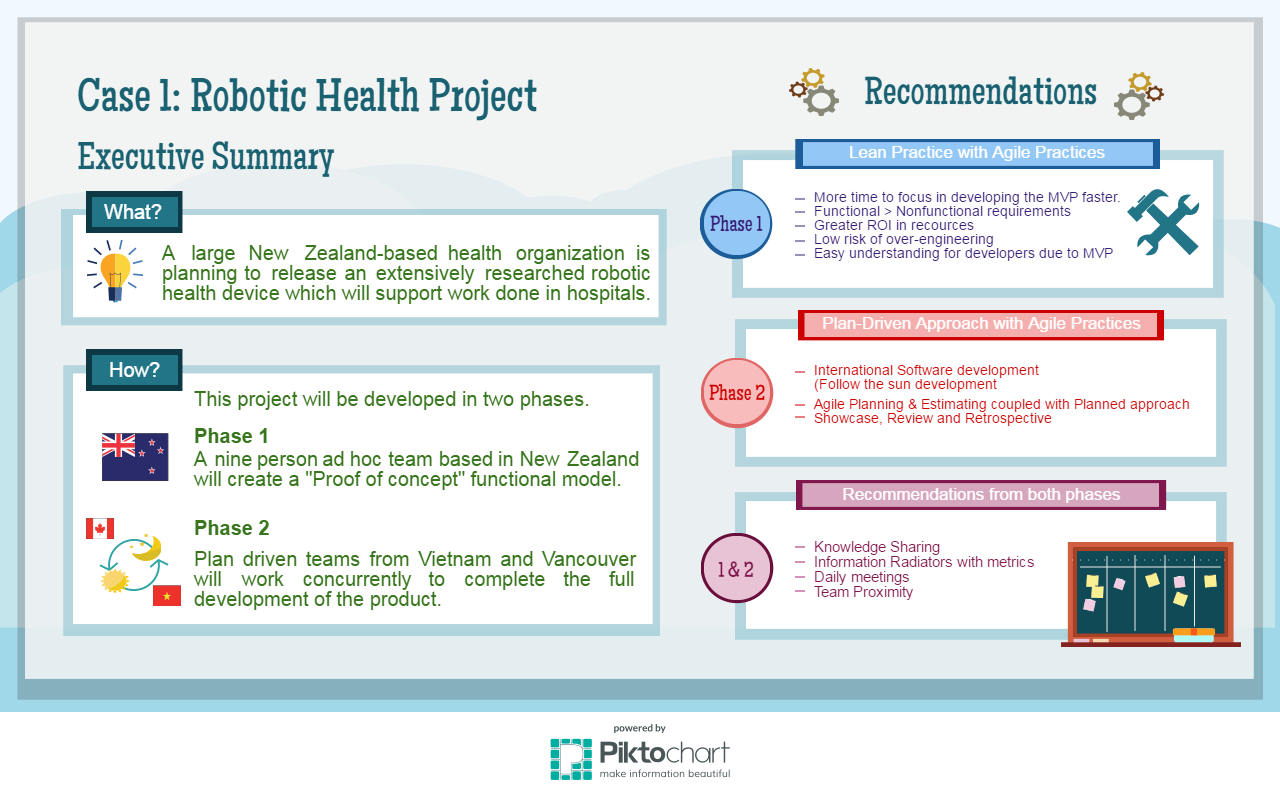 Case 1: Robotic Health Project
Executive Summary
What?
A large New Zealand-based health organization is
planning to release an extensively researched robotic
health device which will support work done in hospitals.
How?
This project will be developed in two phases.
Phase 1
A nine person ad hoc team based in New Zealand
will create a "Proof of concept" functional model.
Phase 2
Plan driven teams from Vietnam and Vancouver
will work concurrently to complete the full
development of the product.
Recommendations
Lean Practice with Agile Practices
Phase 1
— More time to focus in developing the MVP faster.
— Functional > Nonfunctional requirements
— Greater ROI in recources
— Low risk of over-engineering
— Easy understanding for developers due to MVP
Plan-Driven Approach with Agile Practices
Phase 2
— International Software development
(Follow the sun development
— Agile Planning & Estimating coupled with Planned approach
— Showcase, Review and Retrospective
Recommendations from both phases
1 & 2
— Knowledge Sharing
— Information Radiators with metrics
— Daily meetings
— Team Proximity
powered by
Piktochart
make information beautiful